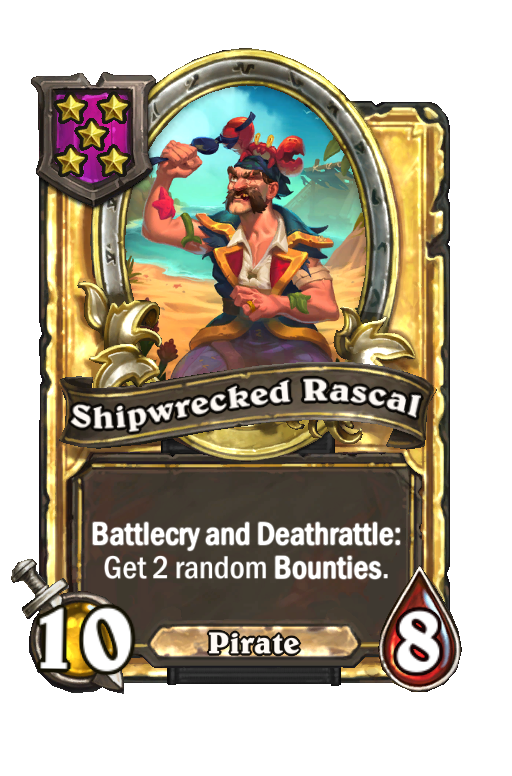 Shipwrecked Rascal
Battlecry and Deathrattle:
Get 2 random Bounties.
10
Pirate
8